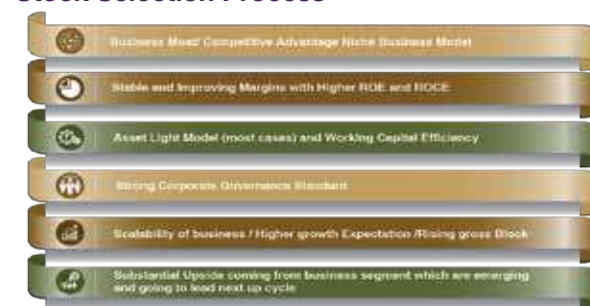 Stock Selection Process
Business Moat/ Competitive Advantage Niche Business Model
Stable and Improving Margins with Higher ROE and ROCE
Asset Light Model (most cases) and Working Capital Efficiency
Strong Corporate Governance Standard
Scalability of business / Higher growth Expectation /Rising gross Block
Substantial Upside coming from business segment which are emerging
and going to lead next up cycle